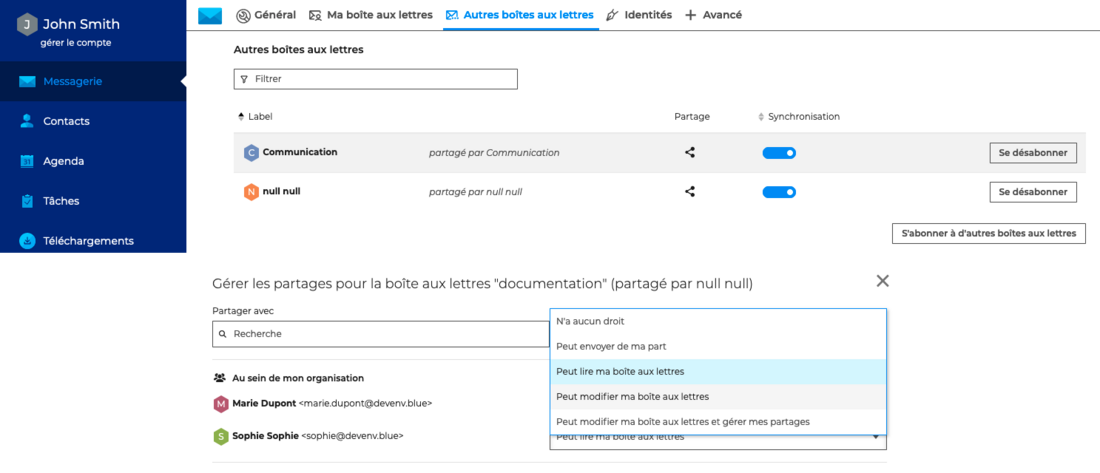 J John Smith
gérer le compte
Messagerie
Contacts
Agenda
Tâches
Téléchargements
Général Ma boîte aux lettres Autres boîtes aux lettres Identités Avancé
Autres boîtes aux lettres
Filtrer
Label Partage Synchronisation
C Communication partagé par Communication Se désabonner
N null null partagé par null null Se désabonner
S'abonner à d'autres boîtes aux lettres
Gérer les partages pour la boîte aux lettres "documentation" (partagé par null null)
Partager avec
Recherche
N'a aucun droit
Peut envoyer de ma part
Peut lire ma boîte aux lettres
Peut modifier ma boîte aux lettres
Peut modifier ma boîte aux lettres et gérer mes partages
Au sein de mon organisation
M Marie Dupont <marie.dupont@devenv.blue>
S Sophie Sophie <sophie@devenv.blue> Peut lire ma boîte aux lettres